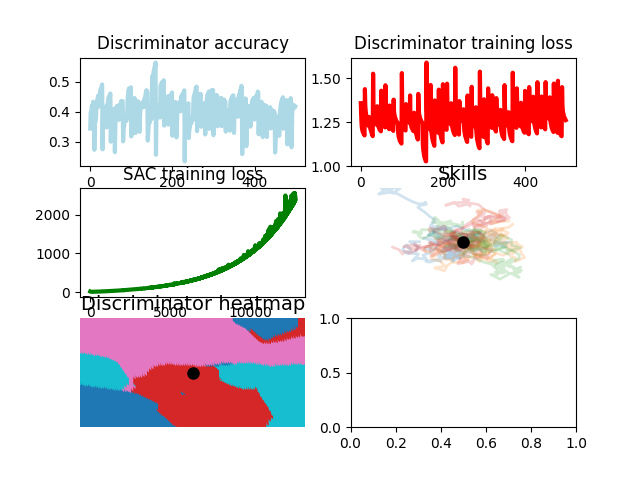 Discriminator accuracy
0.5
0.4
0.3
0 200 400
Discriminator training loss
1.50
1.25
1.00
0 200 400
SAC training loss
2000
1000
0
0 5000 10000
Skills
Discriminator heatmap
1.0
0.5
0.0
0.0 0.2 0.4 0.6 0.8 1.0